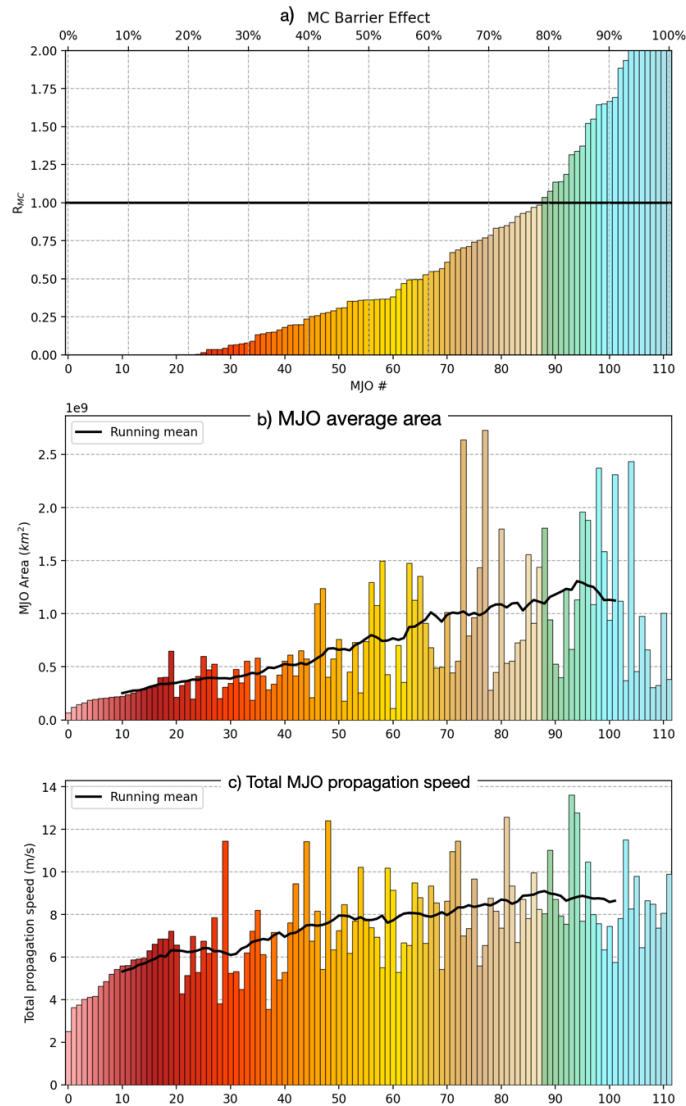 a) MC Barrier Effect
0% 10% 20% 30% 40% 50% 60% 70% 80% 90% 100%
2.00
1.75
1.50
1.25
1.00
0.75
0.50
0.25
0.00
R_MC
0 10 20 30 40 50 60 70 80 90 100 110
MJO #
1e9
b) MJO average area
Running mean
2.5
2.0
1.5
1.0
0.5
0.0
MJO Area (km²)
0 10 20 30 40 50 60 70 80 90 100 110
c) Total MJO propagation speed
Running mean
14
12
10
8
6
4
2
0
Total propagation speed (m/s)
0 10 20 30 40 50 60 70 80 90 100 110